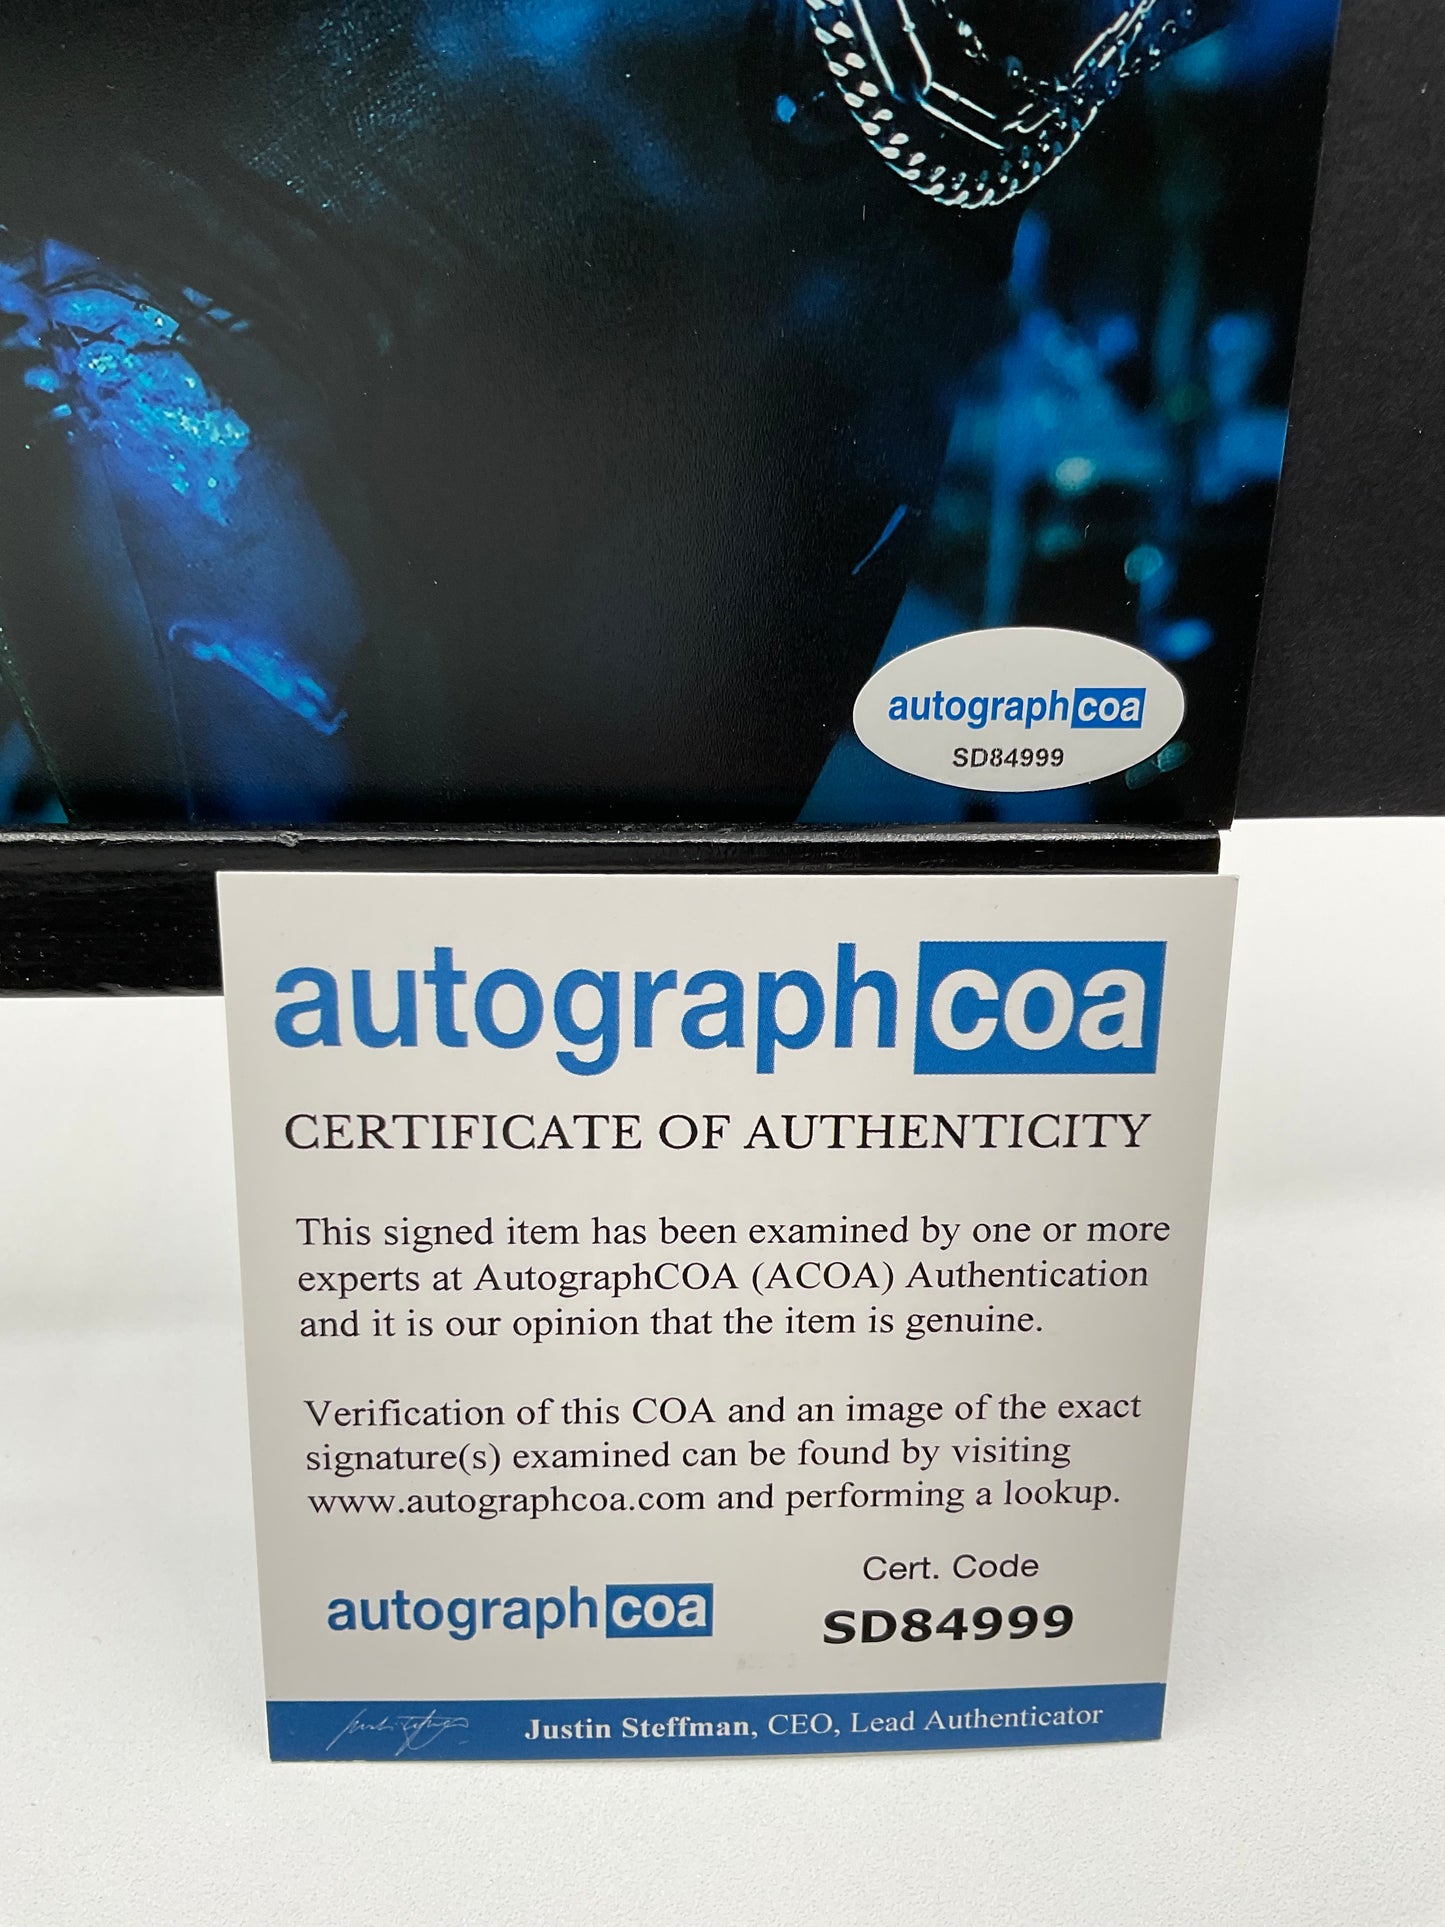 autographcoa
SD84999
autographcoa
CERTIFICATE OF AUTHENTICITY
This signed item has been examined by one or more
experts at AutographCOA (ACOA) Authentication
and it is our opinion that the item is genuine.
Verification of this COA and an image of the exact
signature(s) examined can be found by visiting
www.autographcoa.com and performing a lookup.
Cert. Code
autographcoa SD84999
Justin Steffman, CEO, Lead Authenticator